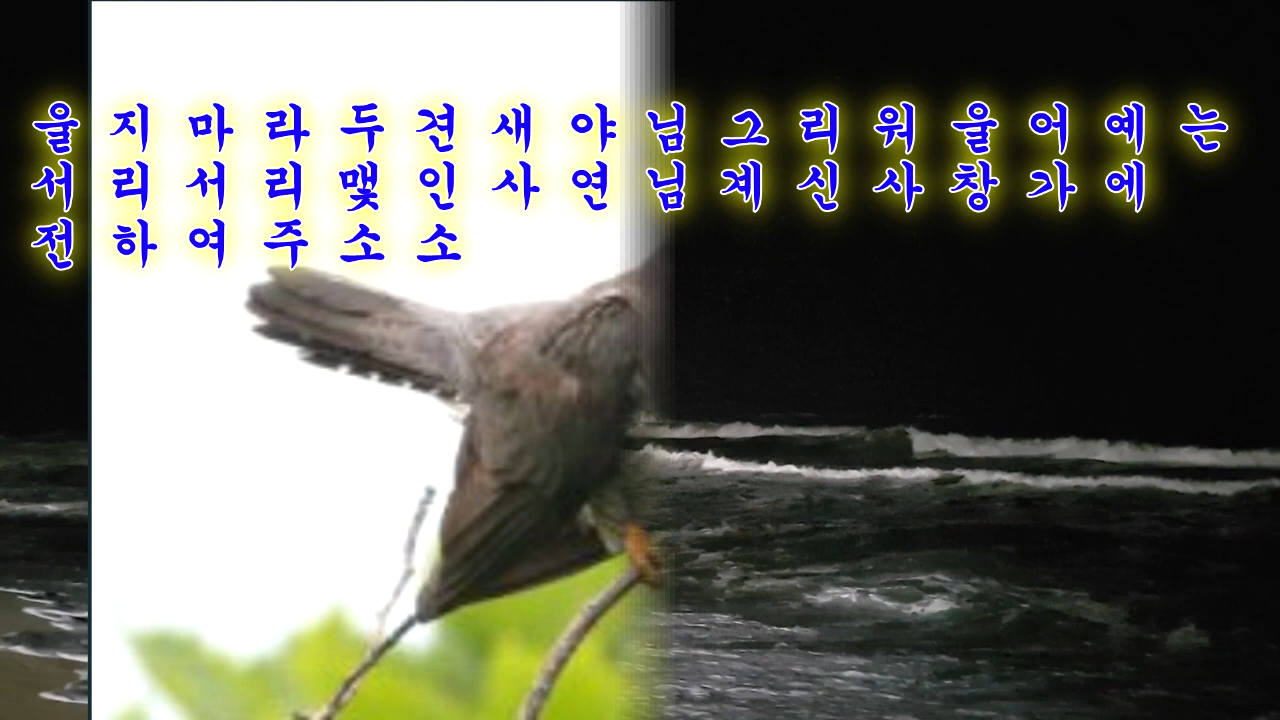 울 지 마 라 두 견 새 야 님 그 리 워 울 어 예 는
서 리 서 리 맺 인 사 연 님 계 신 사 창 가 에
전 하 여 주 소 소